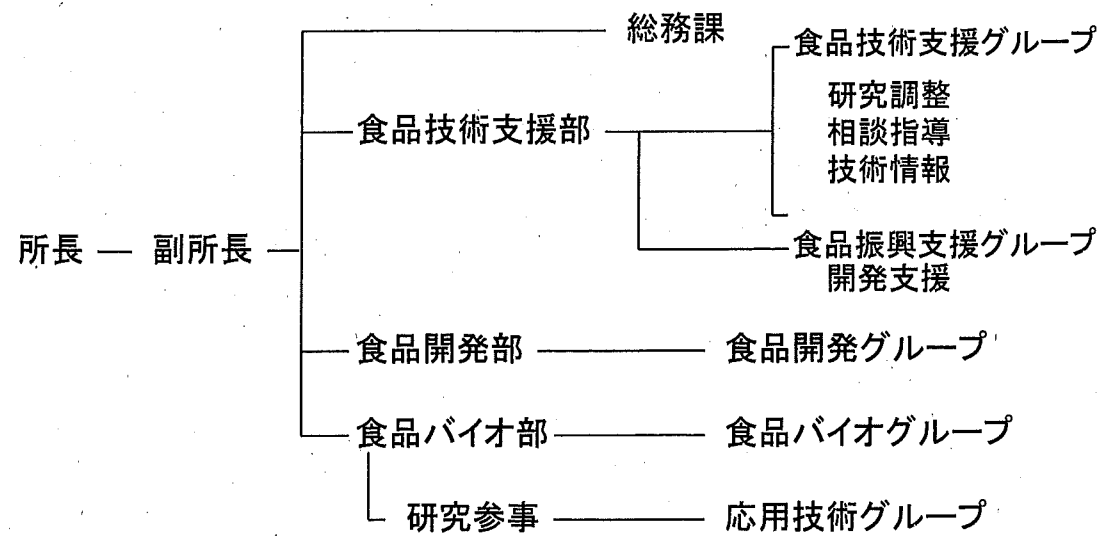 総務課
食品技術支援グループ
研究調整
食品技術支援部
相談指導
技術情報
所長 — 副所長
食品振興支援グループ
開発支援
食品開発部
食品開発グループ
食品バイオ部
食品バイオグループ
研究参事
応用技術グループ